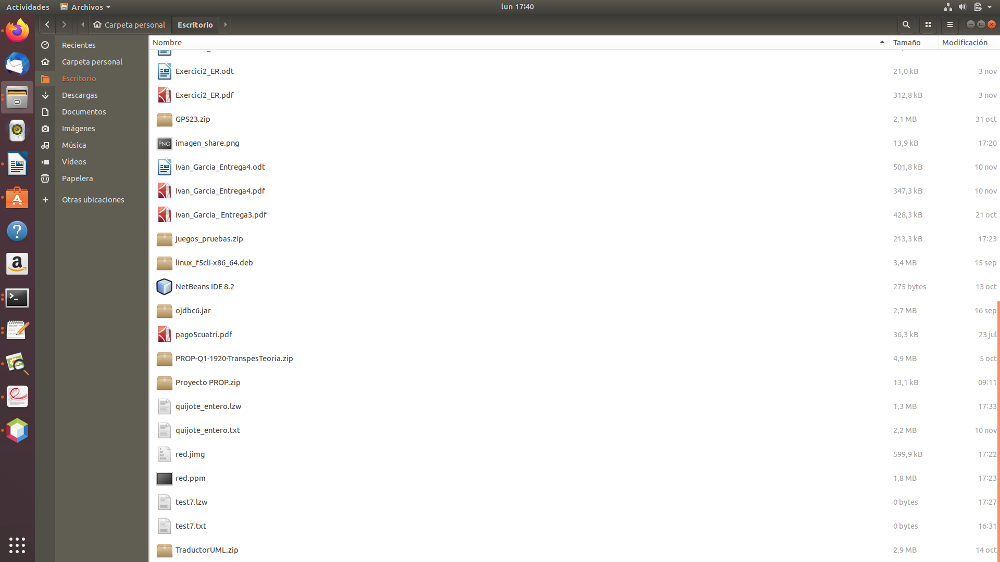 Actividades Archivos lun 17:40
Carpeta personal Escritorio
Recientes
Carpeta personal
Escritorio
Descargas
Documentos
Imágenes
Música
Vídeos
Papelera
Otras ubicaciones
Nombre Tamaño Modificación
Exercici2_ER.odt 21,0 kB 3 nov
Exercici2_ER.pdf 312,8 kB 3 nov
GPS23.zip 2,1 MB 31 oct
PNG imagen_share.png 13,9 kB 17:20
Ivan_Garcia_Entrega4.odt 501,8 kB 10 nov
Ivan_Garcia_Entrega4.pdf 347,3 kB 10 nov
Ivan_Garcia_ Entrega3.pdf 428,3 kB 21 oct
juegos_pruebas.zip 213,3 kB 17:23
linux_f5cli-x86_64.deb 3,4 MB 15 sep
NetBeans IDE 8.2 275 bytes 13 oct
ojdbc6.jar 2,7 MB 16 sep
pago5cuatri.pdf 36,3 kB 23 jul
PROP-Q1-1920-TranspesTeoria.zip 4,9 MB 5 oct
Proyecto PROP.zip 13,1 kB 09:11
quijote_entero.lzw 1,3 MB 17:33
quijote_entero.txt 2,2 MB 10 nov
red.jimg 599,9 kB 17:22
red.ppm 1,8 MB 17:23
test7.lzw 0 bytes 17:27
test7.txt 0 bytes 16:31
TraductorUML.zip 2,9 MB 14 oct